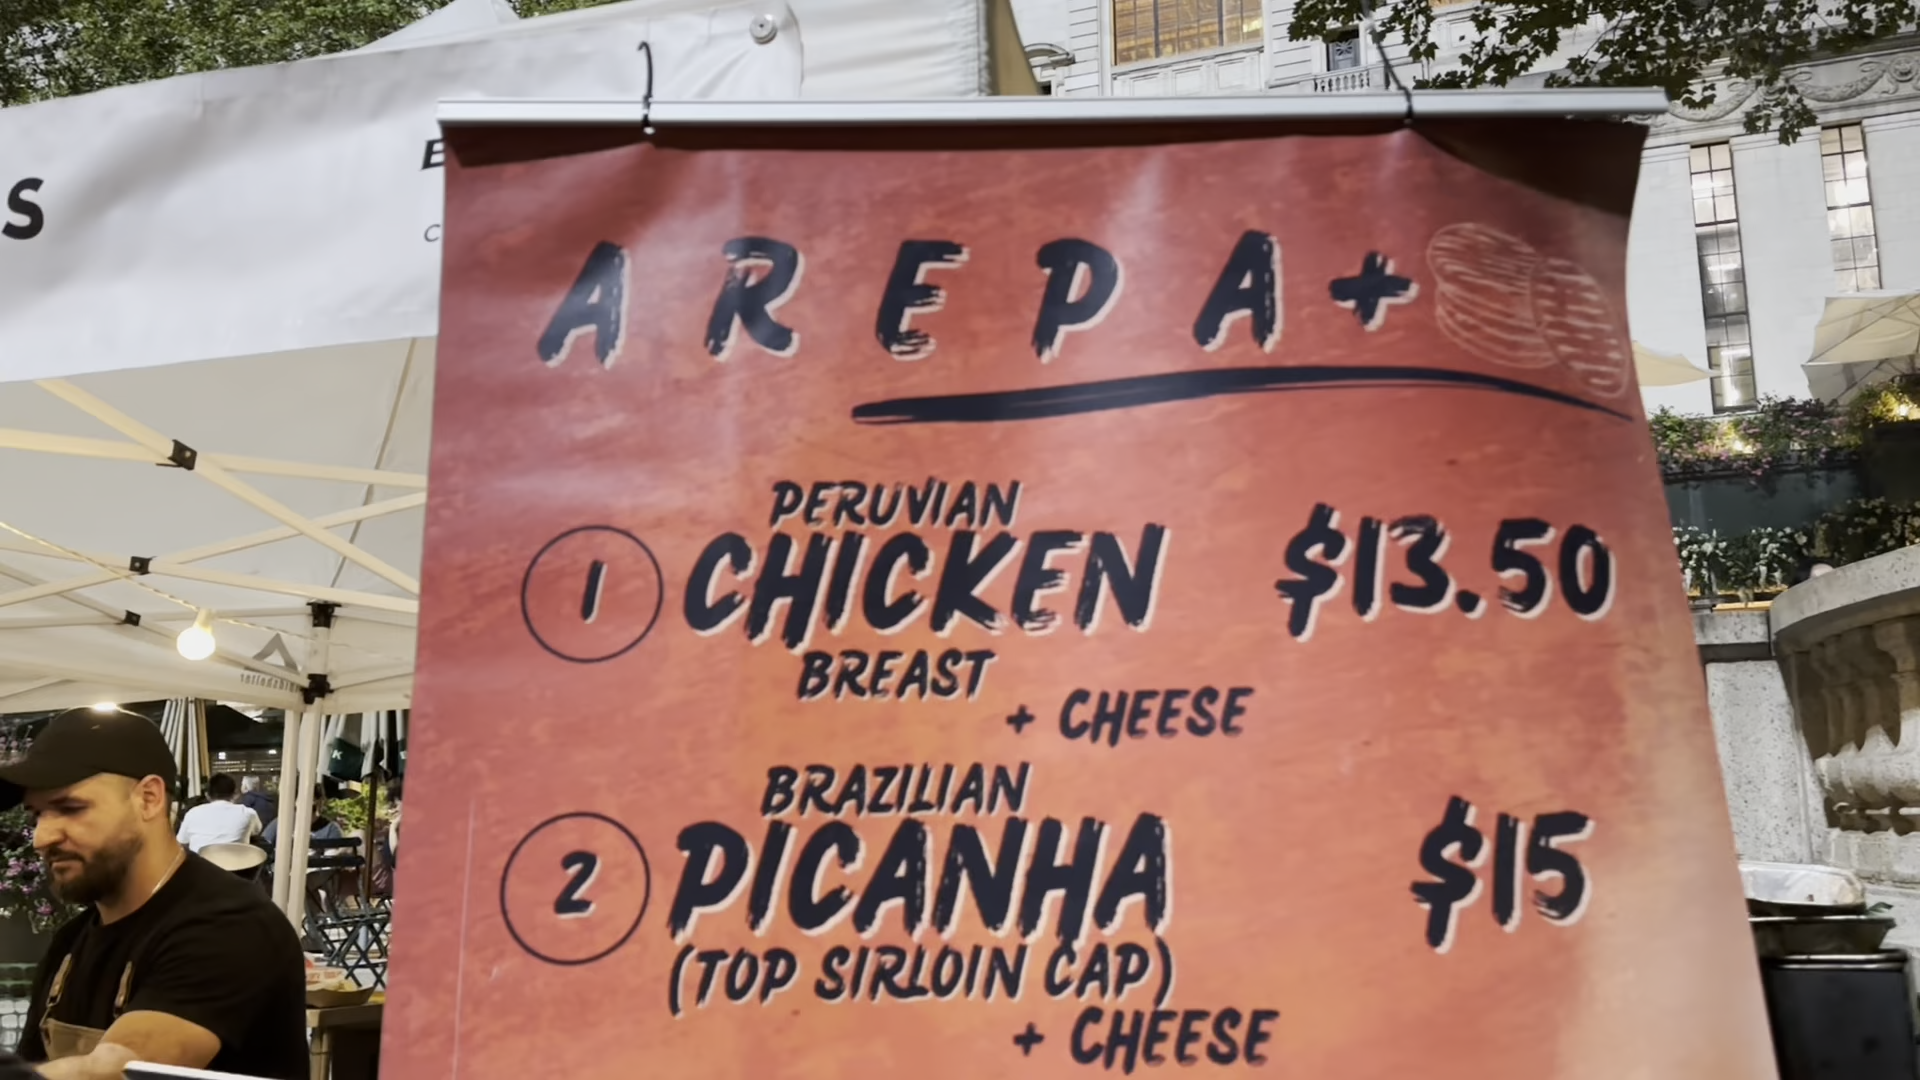 S
AREPA+
PERUVIAN
1 CHICKEN $13.50
BREAST
+ CHEESE
BRAZILIAN
2 PICANHA $15
(TOP SIRLOIN CAP)
+ CHEESE